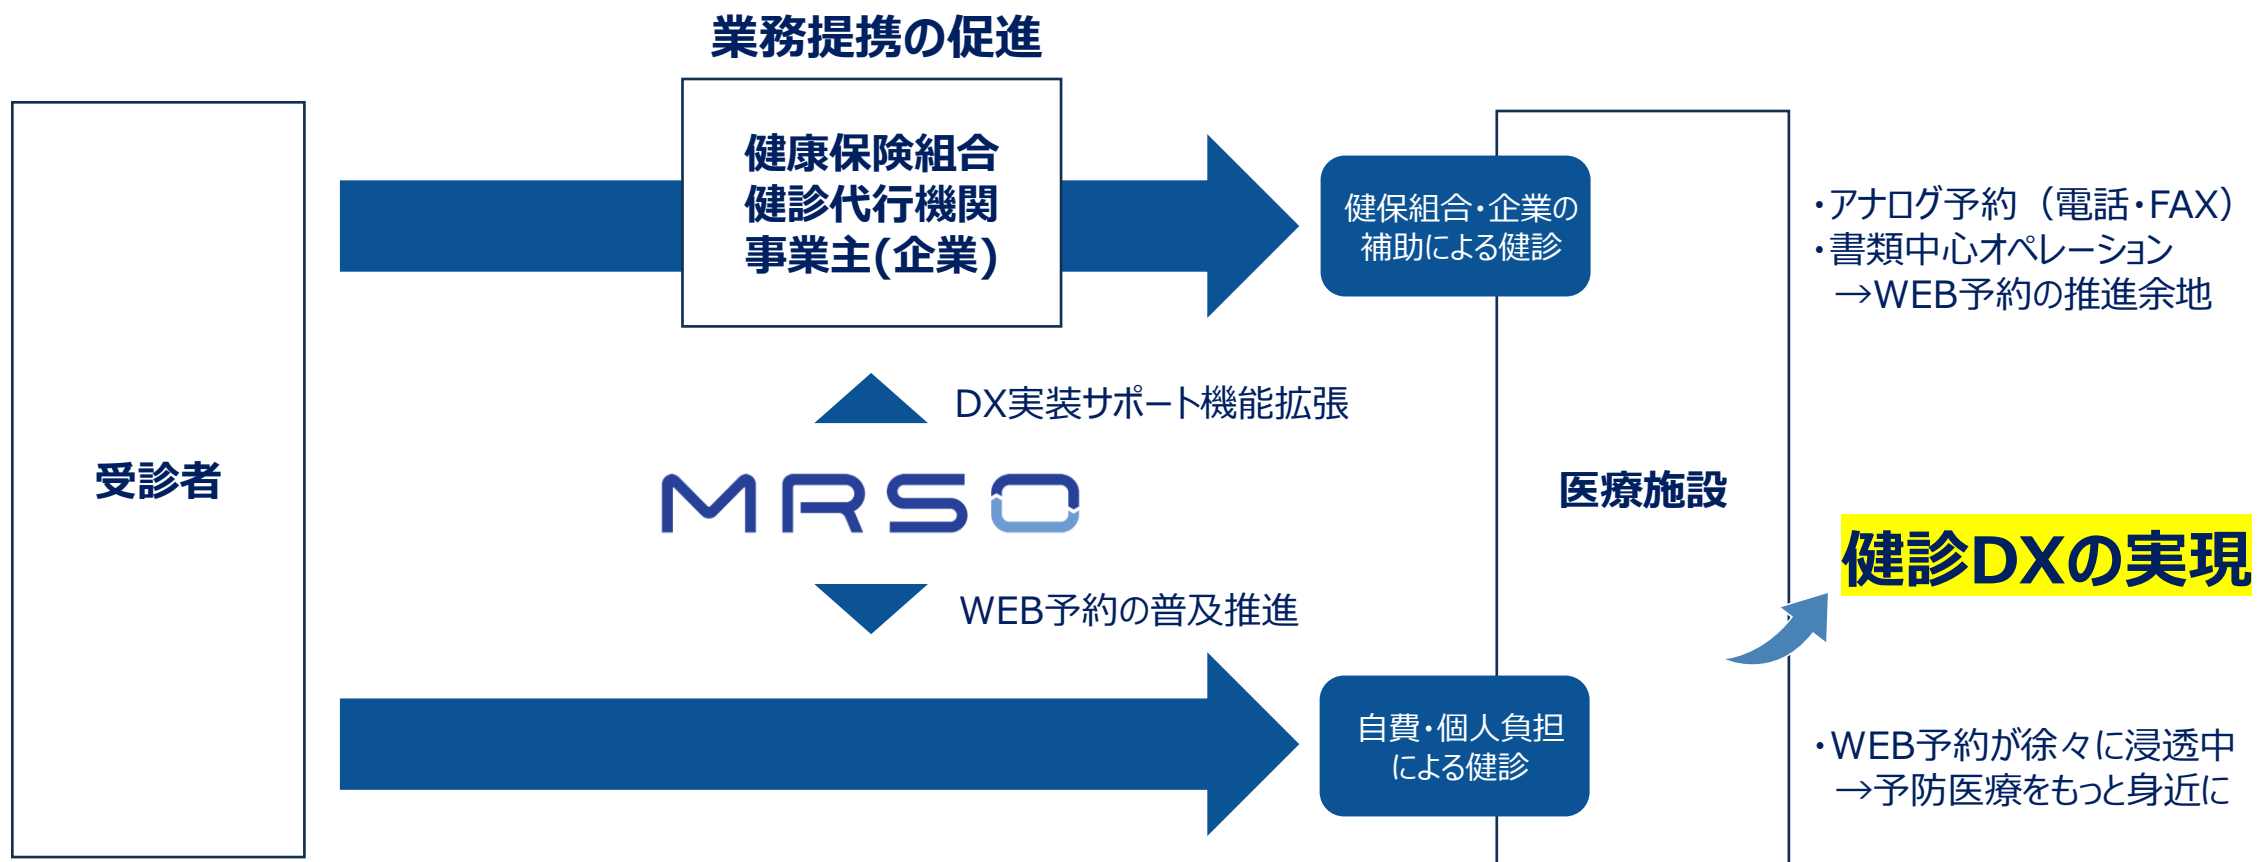 業務提携の促進
健康保険組合
健診代行機関
事業主(企業)
健保組合・企業の
補助による健診
・アナログ予約（電話・FAX）
・書類中心オペレーション
→WEB予約の推進余地
DX実装サポート機能拡張
受診者
MRSO
医療施設
健診DXの実現
WEB予約の普及推進
自費・個人負担
による健診
・WEB予約が徐々に浸透中
→予防医療をもっと身近に